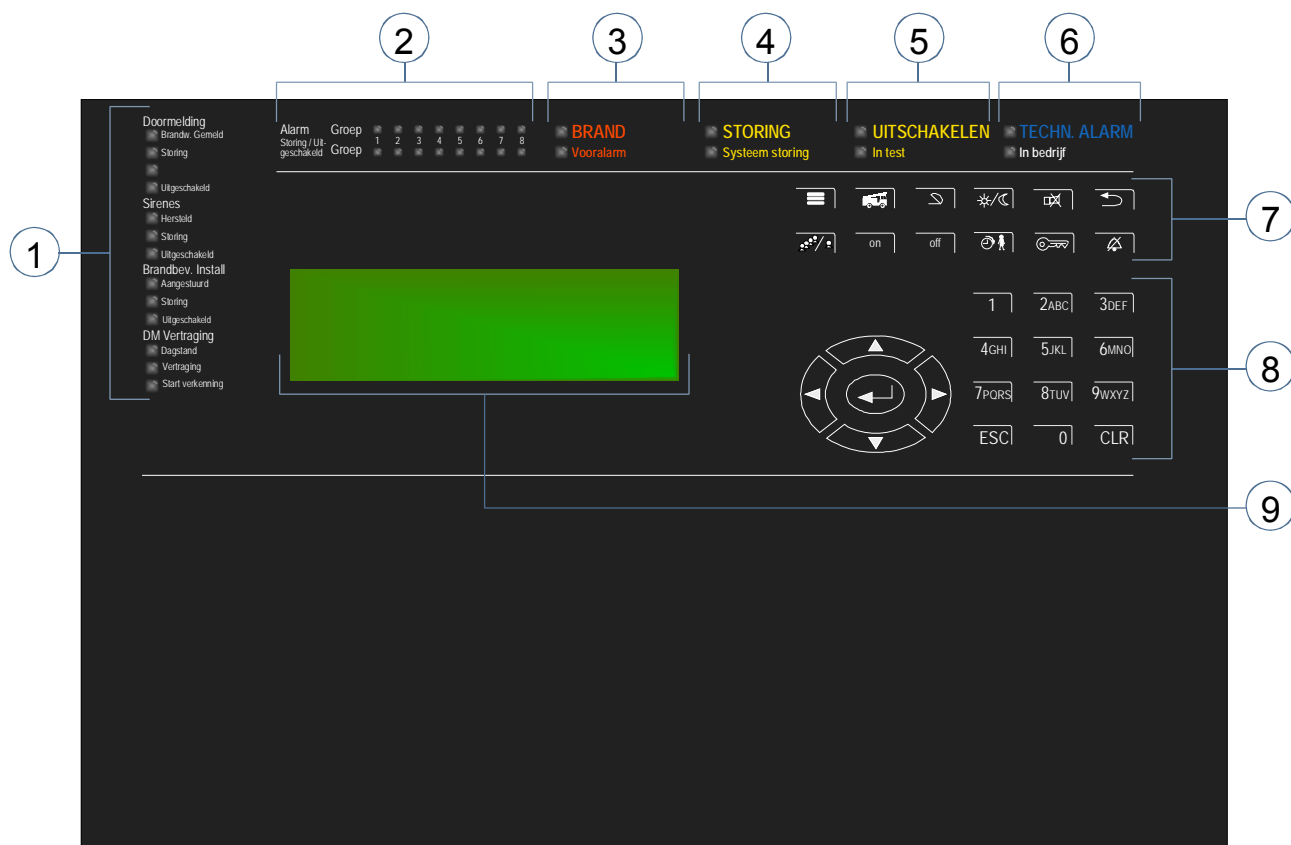 2
3
4
5
6
Doormelding
Brandw. Gemeld
Storing
Uitgeschakeld
Sirenes
Hersteld
Storing
Uitgeschakeld
Brandbev. Install
Aangestuurd
Storing
Uitgeschakeld
DM Vertraging
Dagstand
Vertraging
Start verkenning
1
Alarm Groep
1 2 3 4 5 6 7 8
Storing / Uit-
geschakeld Groep
BRAND
Vooralarm
STORING
Systeem storing
UITSCHAKELEN
In test
TECHN. ALARM
In bedrijf
on off
7
1 2ABC 3DEF
4GHI 5JKL 6MNO
7PQRS 8TUV 9WXYZ
ESC 0 CLR
8
9